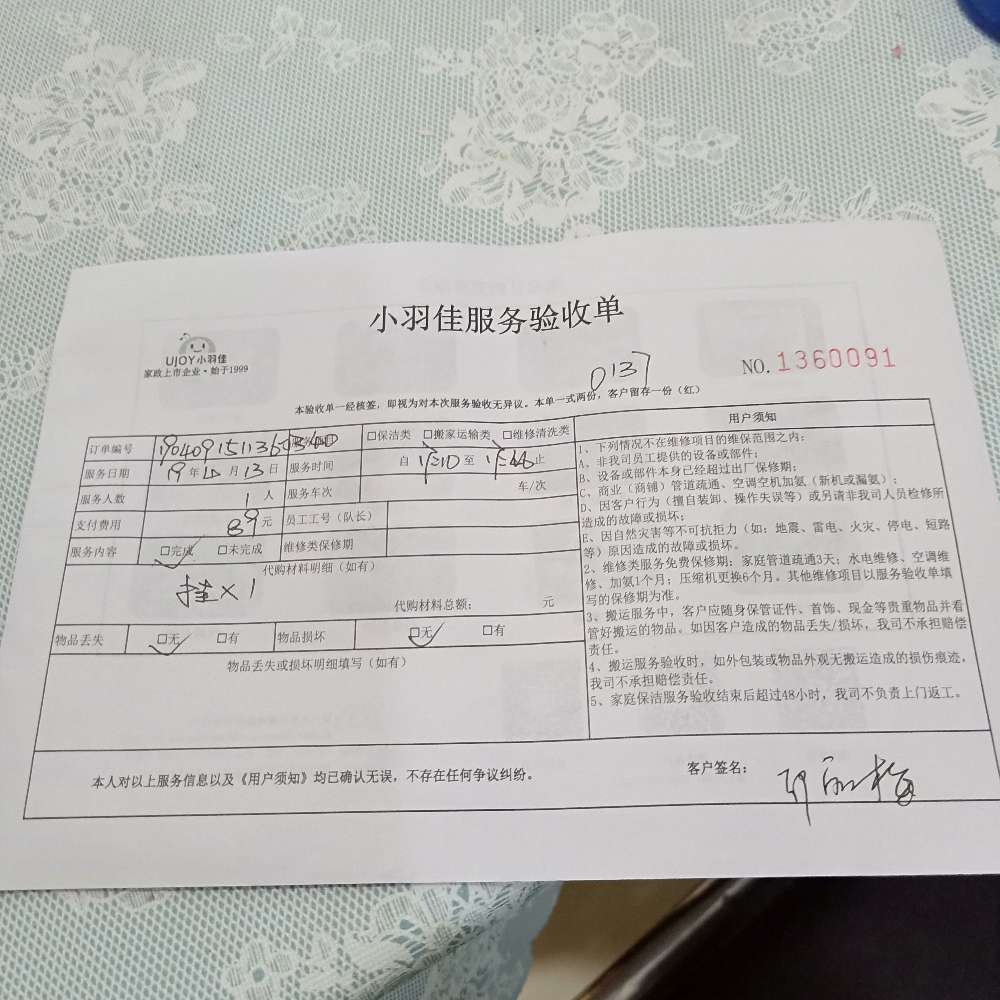 小羽佳服务验收单
UJOY小羽佳
家政上市企业·始于1999
NO.1360091
0137
本验收单一经核签，即视为对本次服务验收无异议。本单一式两份，客户留存一份（红）
订单编号 □保洁类 □搬家运输类 □维修清洗类
服务日期 19年10月13日 服务时间 自 至 止
服务人数 1人 服务车次 车/次
支付费用 89元 员工工号（队长）
服务内容 □完成 □未完成 维修类保修期
代购材料明细（如有）
挂×1
代购材料总额： 元
物品丢失 □无 □有 物品损坏 □无 □有
物品丢失或损坏明细填写（如有）
用户须知
1、下列情况不在维修项目的维保范围之内：
A、非我司员工提供的设备或部件；
B、设备或部件本身已经超过出厂保修期；
C、商业（商铺）管道疏通、空调空机加氨（新机或漏氨）；
D、因客户行为（擅自装卸、操作失误等）或另请非我司人员检修所
造成的故障或损坏；
E、因自然灾害等不可抗拒力（如：地震、雷电、火灾、停电、短路
等）原因造成的故障或损坏。
2、维修类服务免费保修期：家庭管道疏通3天；水电维修、空调维
修、加氨1个月；压缩机更换6个月。其他维修项目以服务验收单填
写的保修期为准。
3、搬运服务中，客户应随身保管证件、首饰、现金等贵重物品并看
管好搬运的物品。如因客户造成的物品丢失/损坏，我司不承担赔偿
责任。
4、搬运服务验收时，如外包装或物品外观无搬运造成的损伤痕迹，
我司不承担赔偿责任。
5、家庭保洁服务验收结束后超过48小时，我司不负责上门返工。
本人对以上服务信息以及《用户须知》均已确认无误，不存在任何争议纠纷。
客户签名：